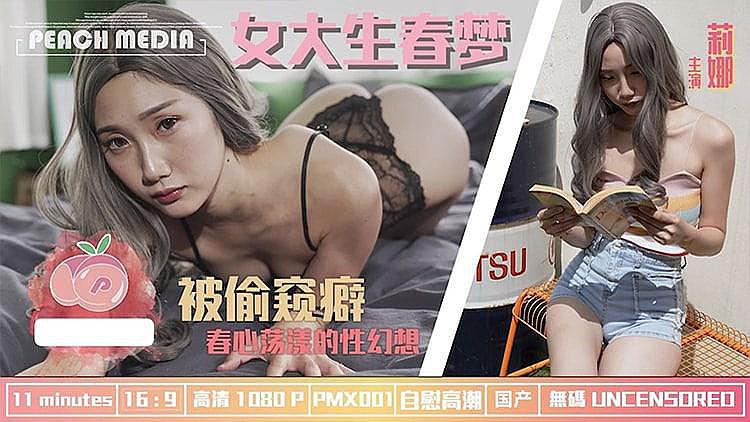 PEACH MEDIA
女大生春梦
莉娜
主演
TSU
P
被偷窥癖
春心荡漾的性幻想
11 minutes
16:9
高清 1080 P
PMX001
自慰高潮
国产
無碼 UNCENSORED